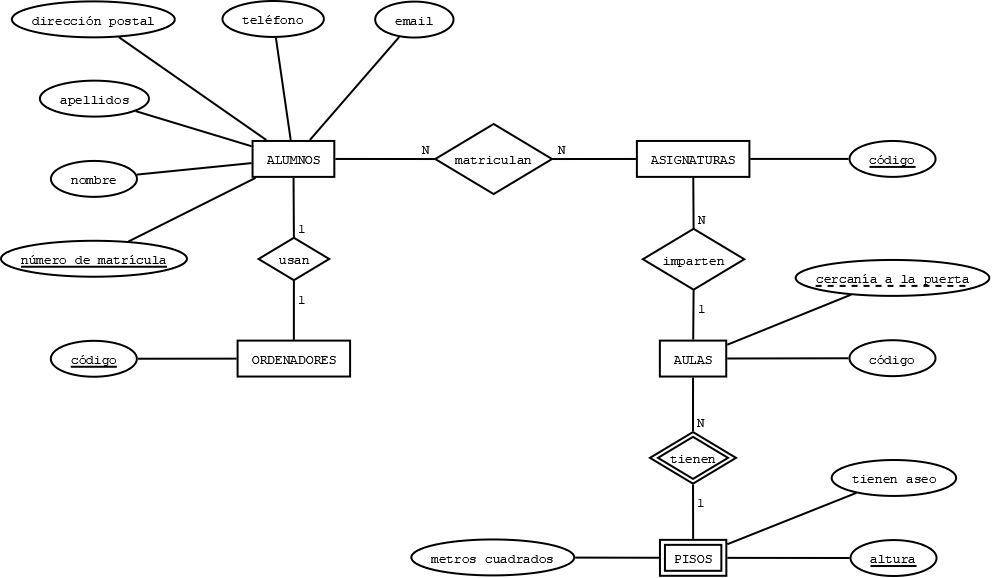 dirección postal
teléfono
email
apellidos
ALUMNOS
N
matriculan
N
ASIGNATURAS
código
nombre
número de matrícula
1
usan
1
N
imparten
1
cercanía a la puerta
código
ORDENADORES
AULAS
código
N
tienen
1
tienen aseo
metros cuadrados
PISOS
altura